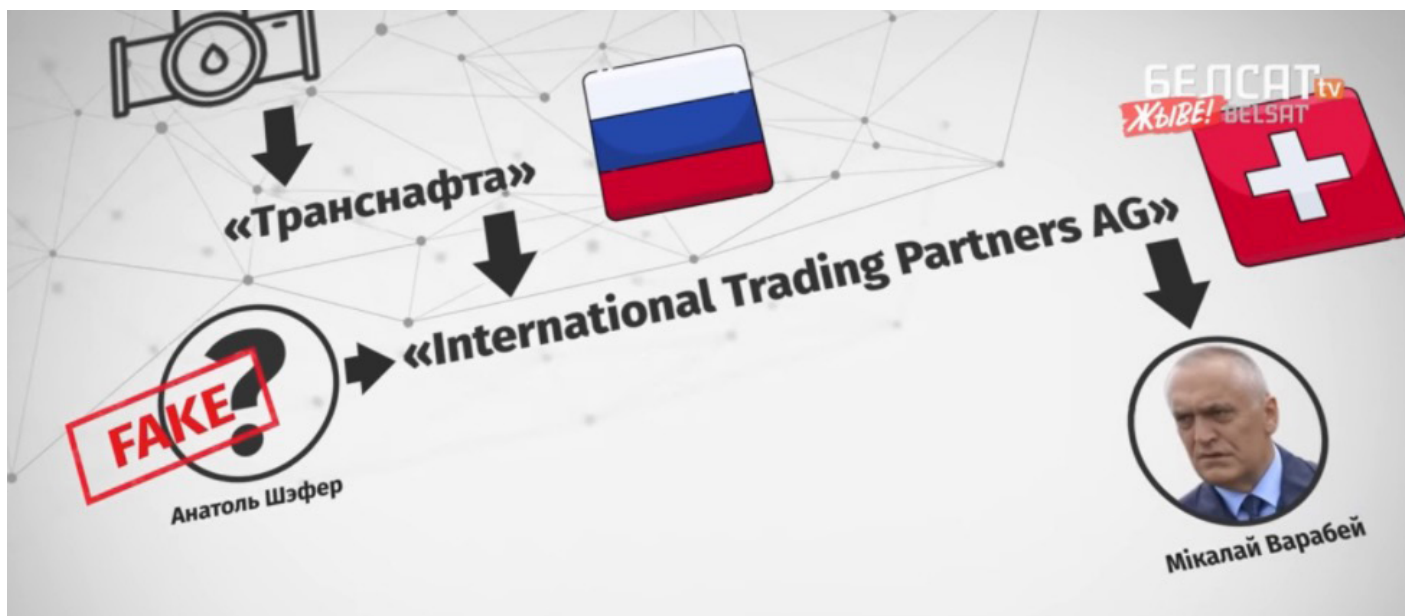 БЕЛСАТ tv
ЖЫВЕ! BELSAT
«Транснафта»
«International Trading Partners AG»
FAKE ?
Анатоль Шэфер
Мікалай Варабей